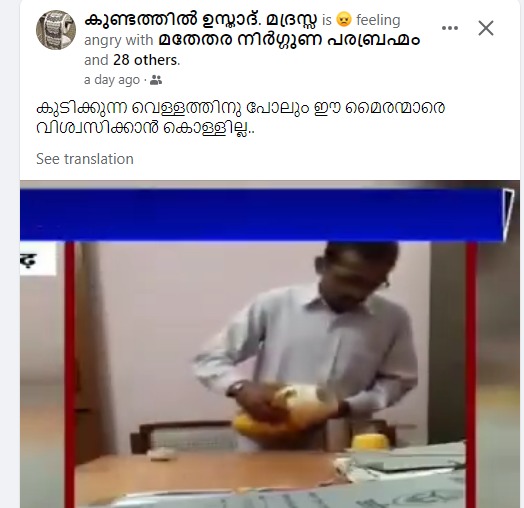 കുണ്ടത്തിൽ ഉസ്താദ്. മദ്രസ്സ is 😠 feeling
angry with മതേതര നിർഗ്ഗുണ പരബ്രഹ്മം
and 28 others.
a day ago ·
കുടിക്കുന്ന വെള്ളത്തിനു പോലും ഈ മൈരന്മാരെ
വിശ്വസിക്കാൻ കൊള്ളില്ല..
See translation
ढ़